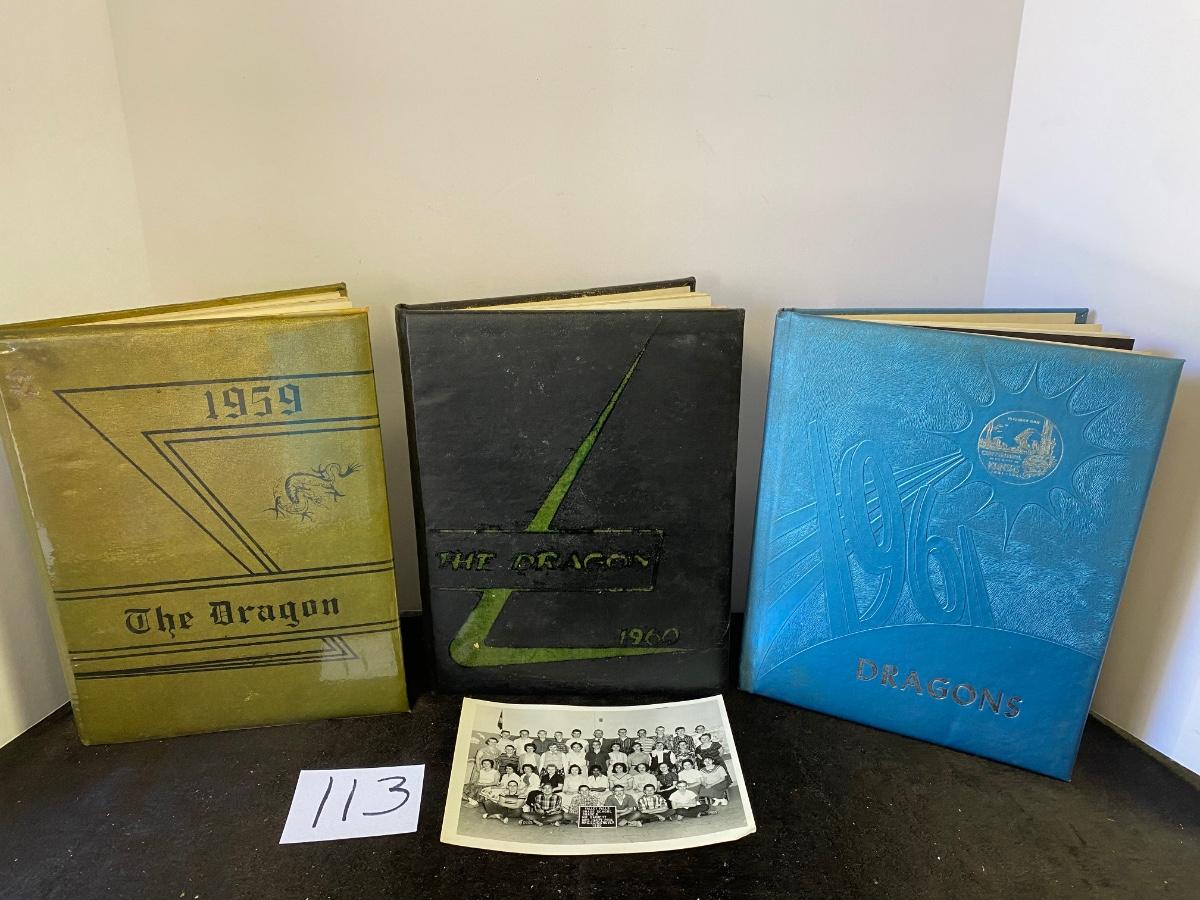 1959
The Dragon
THE DRAGON
1960
1961
DRAGONS
113